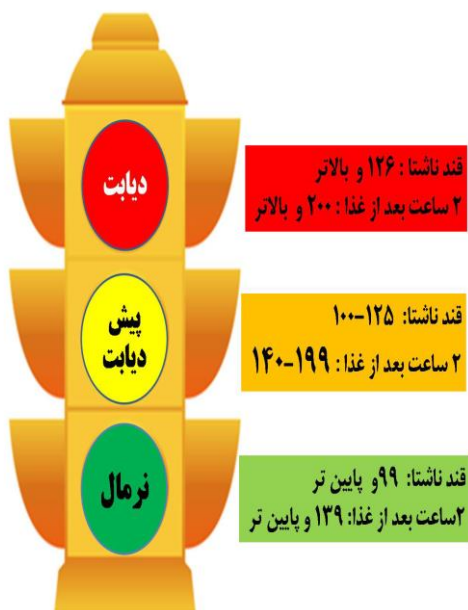 دیابت
قند ناشتا : ۱۲۶ و بالاتر
۲ ساعت بعد از غذا : ۲۰۰ و بالاتر
پیش
دیابت
قند ناشتا: ۱۲۵-۱۰۰
۲ ساعت بعد از غذا : ۱۹۹-۱۴۰
نرمال
قند ناشتا: ۹۹و پایین تر
۲ساعت بعد از غذا: ۱۳۹ و پایین تر